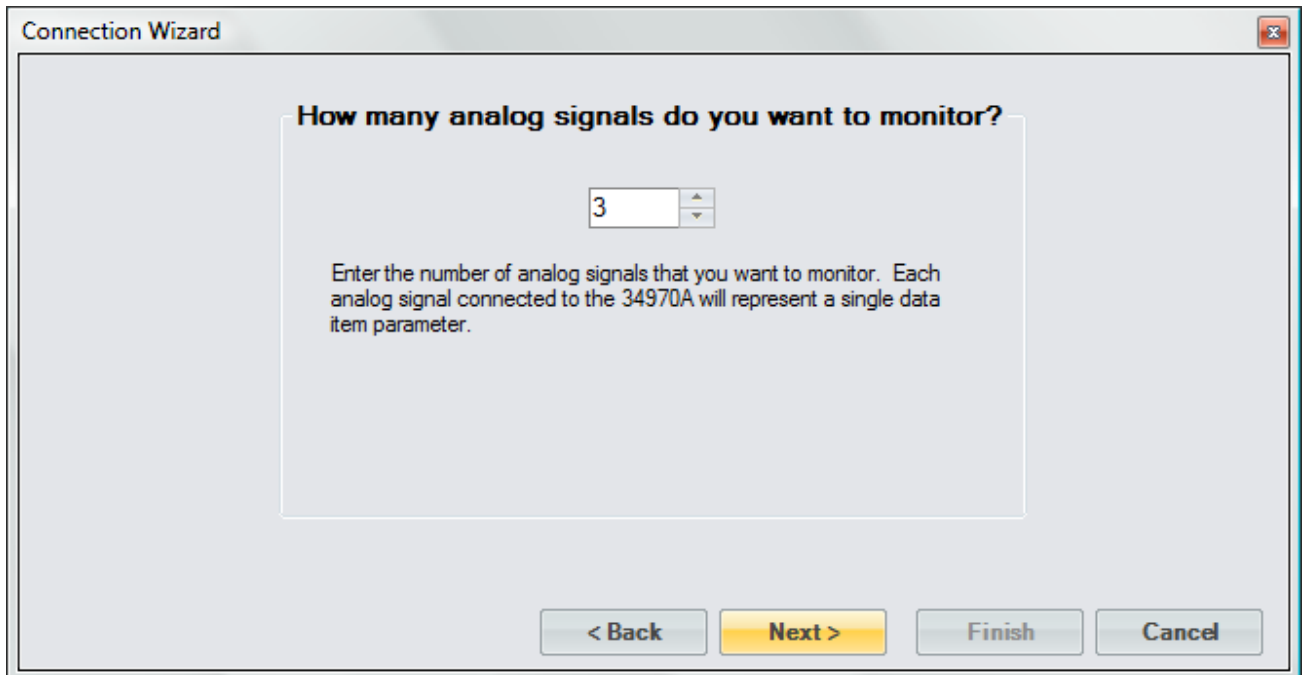 Connection Wizard
How many analog signals do you want to monitor?
3
Enter the number of analog signals that you want to monitor.  Each
analog signal connected to the 34970A will represent a single data
item parameter.
< Back
Next >
Finish
Cancel